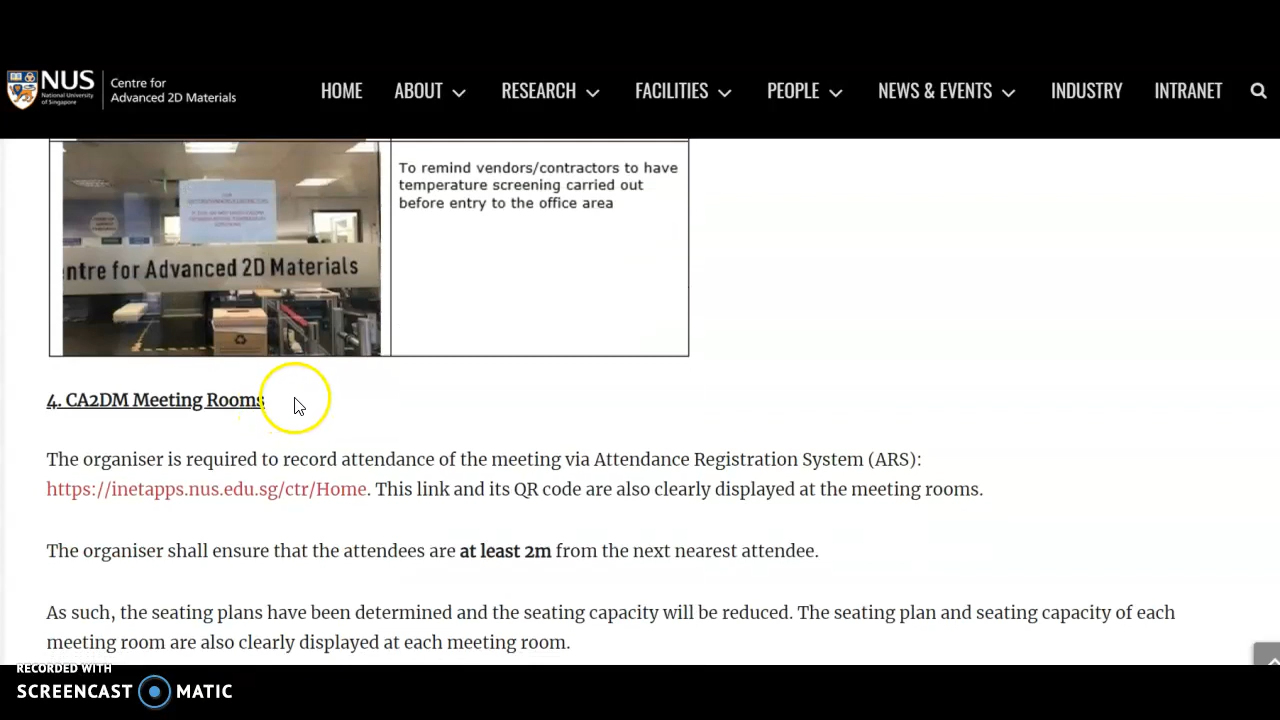 NUS
National University
of Singapore
Centre for
Advanced 2D Materials
HOME
ABOUT
RESEARCH
FACILITIES
PEOPLE
NEWS & EVENTS
INDUSTRY
INTRANET
To remind vendors/contractors to have
temperature screening carried out
before entry to the office area
ntre for Advanced 2D Materials
4. CA2DM Meeting Rooms
The organiser is required to record attendance of the meeting via Attendance Registration System (ARS):
https://inetapps.nus.edu.sg/ctr/Home. This link and its QR code are also clearly displayed at the meeting rooms.
The organiser shall ensure that the attendees are at least 2m from the next nearest attendee.
As such, the seating plans have been determined and the seating capacity will be reduced. The seating plan and seating capacity of each
meeting room are also clearly displayed at each meeting room.
RECORDED WITH
SCREENCAST MATIC